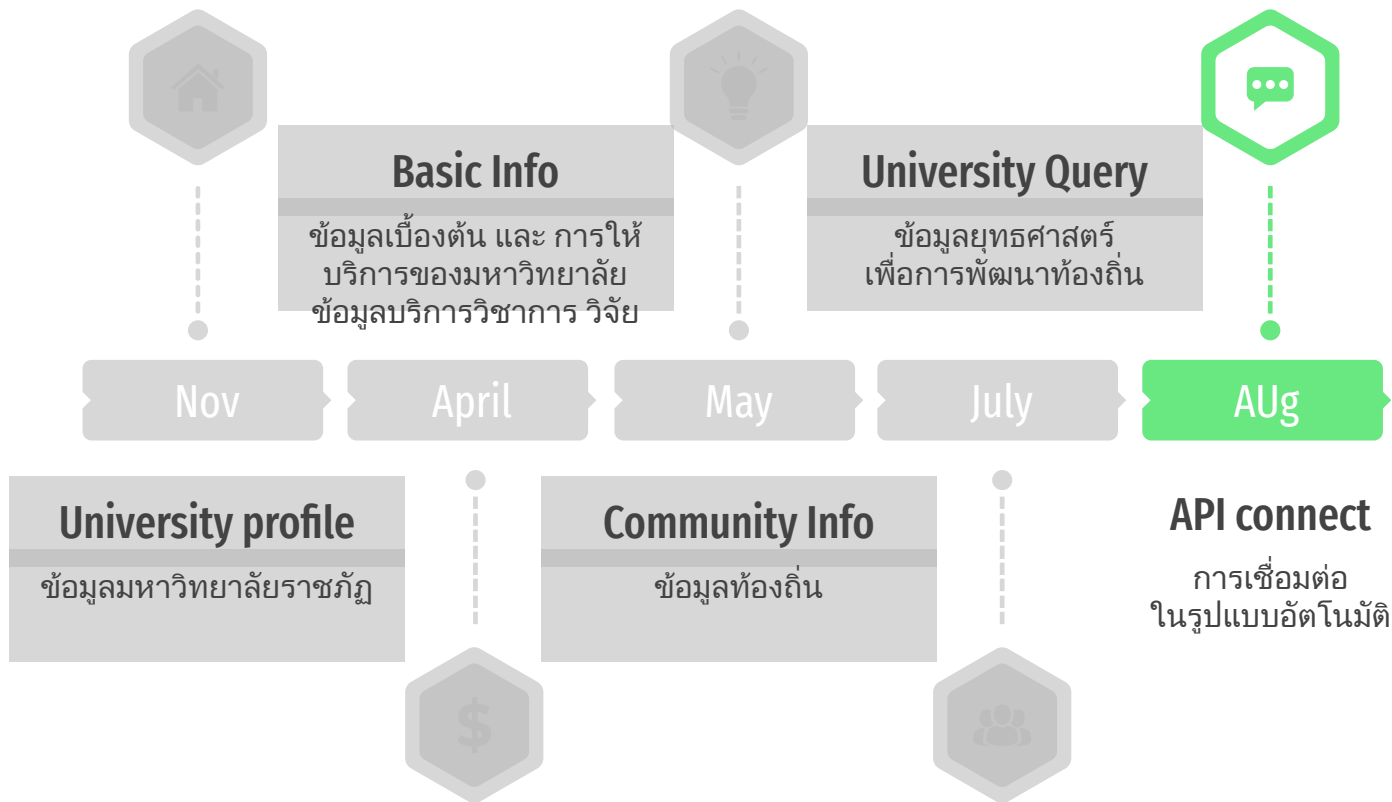 Basic Info
ข้อมูลเบื้องต้น และ การให้
บริการของมหาวิทยาลัย
ข้อมูลบริการวิชาการ วิจัย
University Query
ข้อมูลยุทธศาสตร์
เพื่อการพัฒนาท้องถิ่น
Nov
April
May
July
AUg
University profile
ข้อมูลมหาวิทยาลัยราชภัฏ
Community Info
ข้อมูลท้องถิ่น
API connect
การเชื่อมต่อ
ในรูปแบบอัตโนมัติ